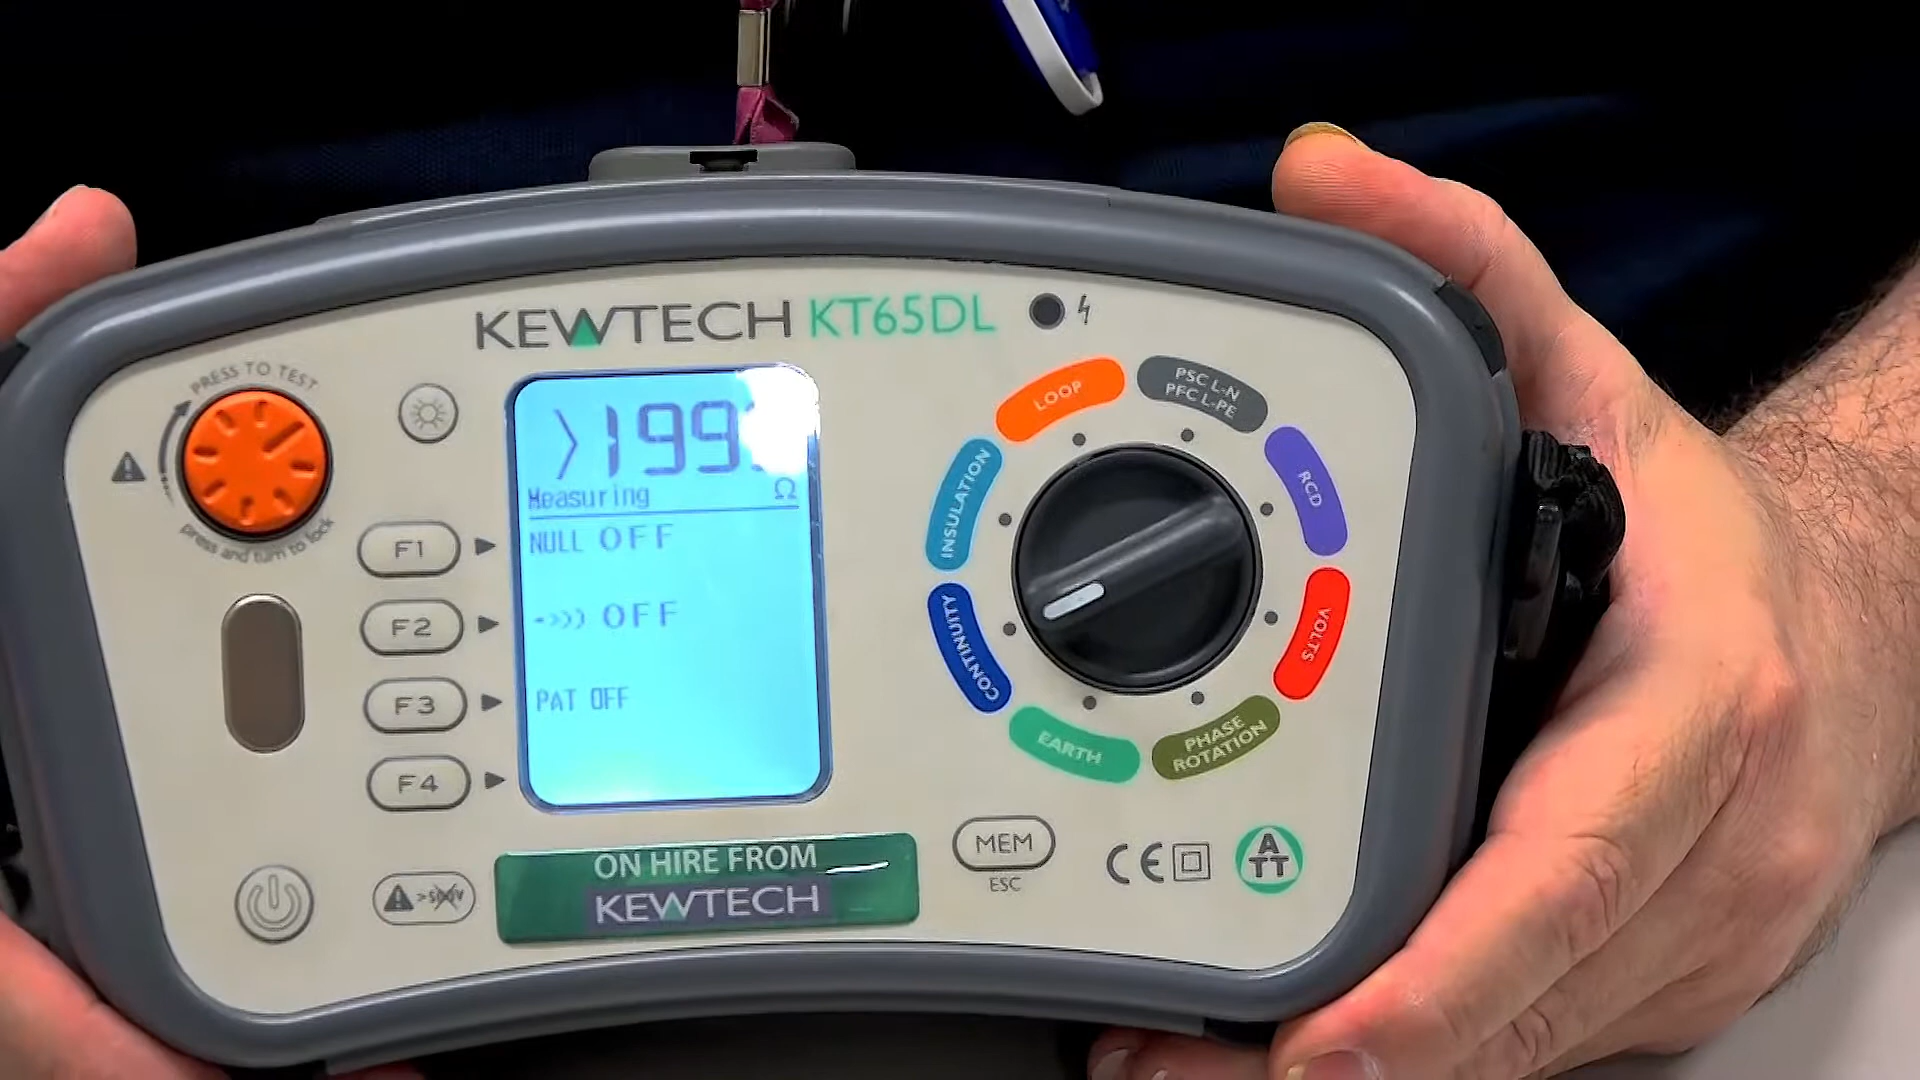 KEWTECH KT65DL
PRESS TO TEST
press and turn to lock
>199
Measuring Ω
NULL OFF
OFF
PAT OFF
F1
F2
F3
F4
LOOP
PSC L-N
PFC L-PE
RCD
VOLTS
PHASE
ROTATION
EARTH
CONTINUITY
INSULATION
MEM
ESC
CE
A
TT
ON HIRE FROM
KEWTECH